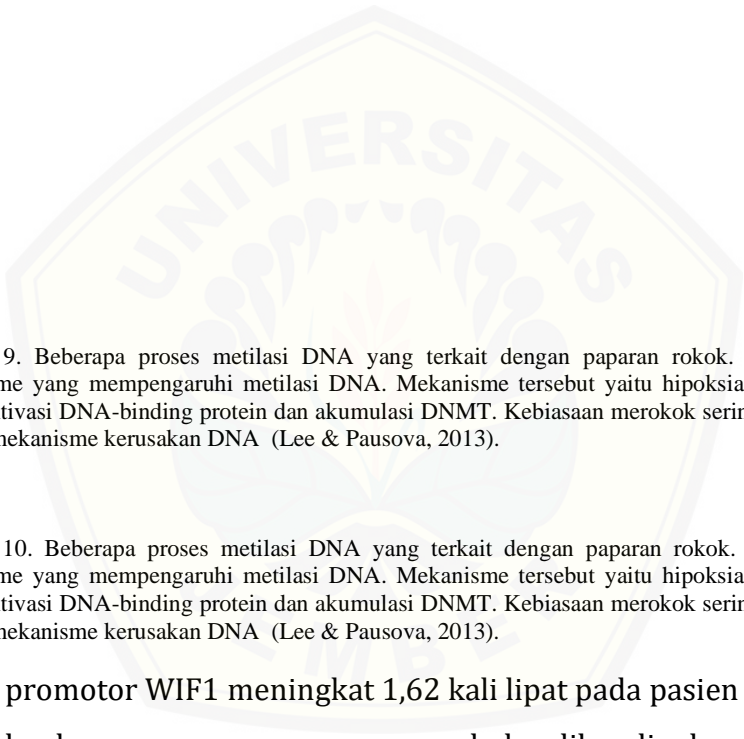 UNIVERSITAS
9. Beberapa proses metilasi DNA yang terkait dengan paparan rokok.
me yang mempengaruhi metilasi DNA. Mekanisme tersebut yaitu hipoksia
tivasi DNA-binding protein dan akumulasi DNMT. Kebiasaan merokok serin
mekanisme kerusakan DNA (Lee & Pausova, 2013).
10. Beberapa proses metilasi DNA yang terkait dengan paparan rokok.
me yang mempengaruhi metilasi DNA. Mekanisme tersebut yaitu hipoksia
tivasi DNA-binding protein dan akumulasi DNMT. Kebiasaan merokok serin
mekanisme kerusakan DNA (Lee & Pausova, 2013).
promotor WIF1 meningkat 1,62 kali lipat pada pasien